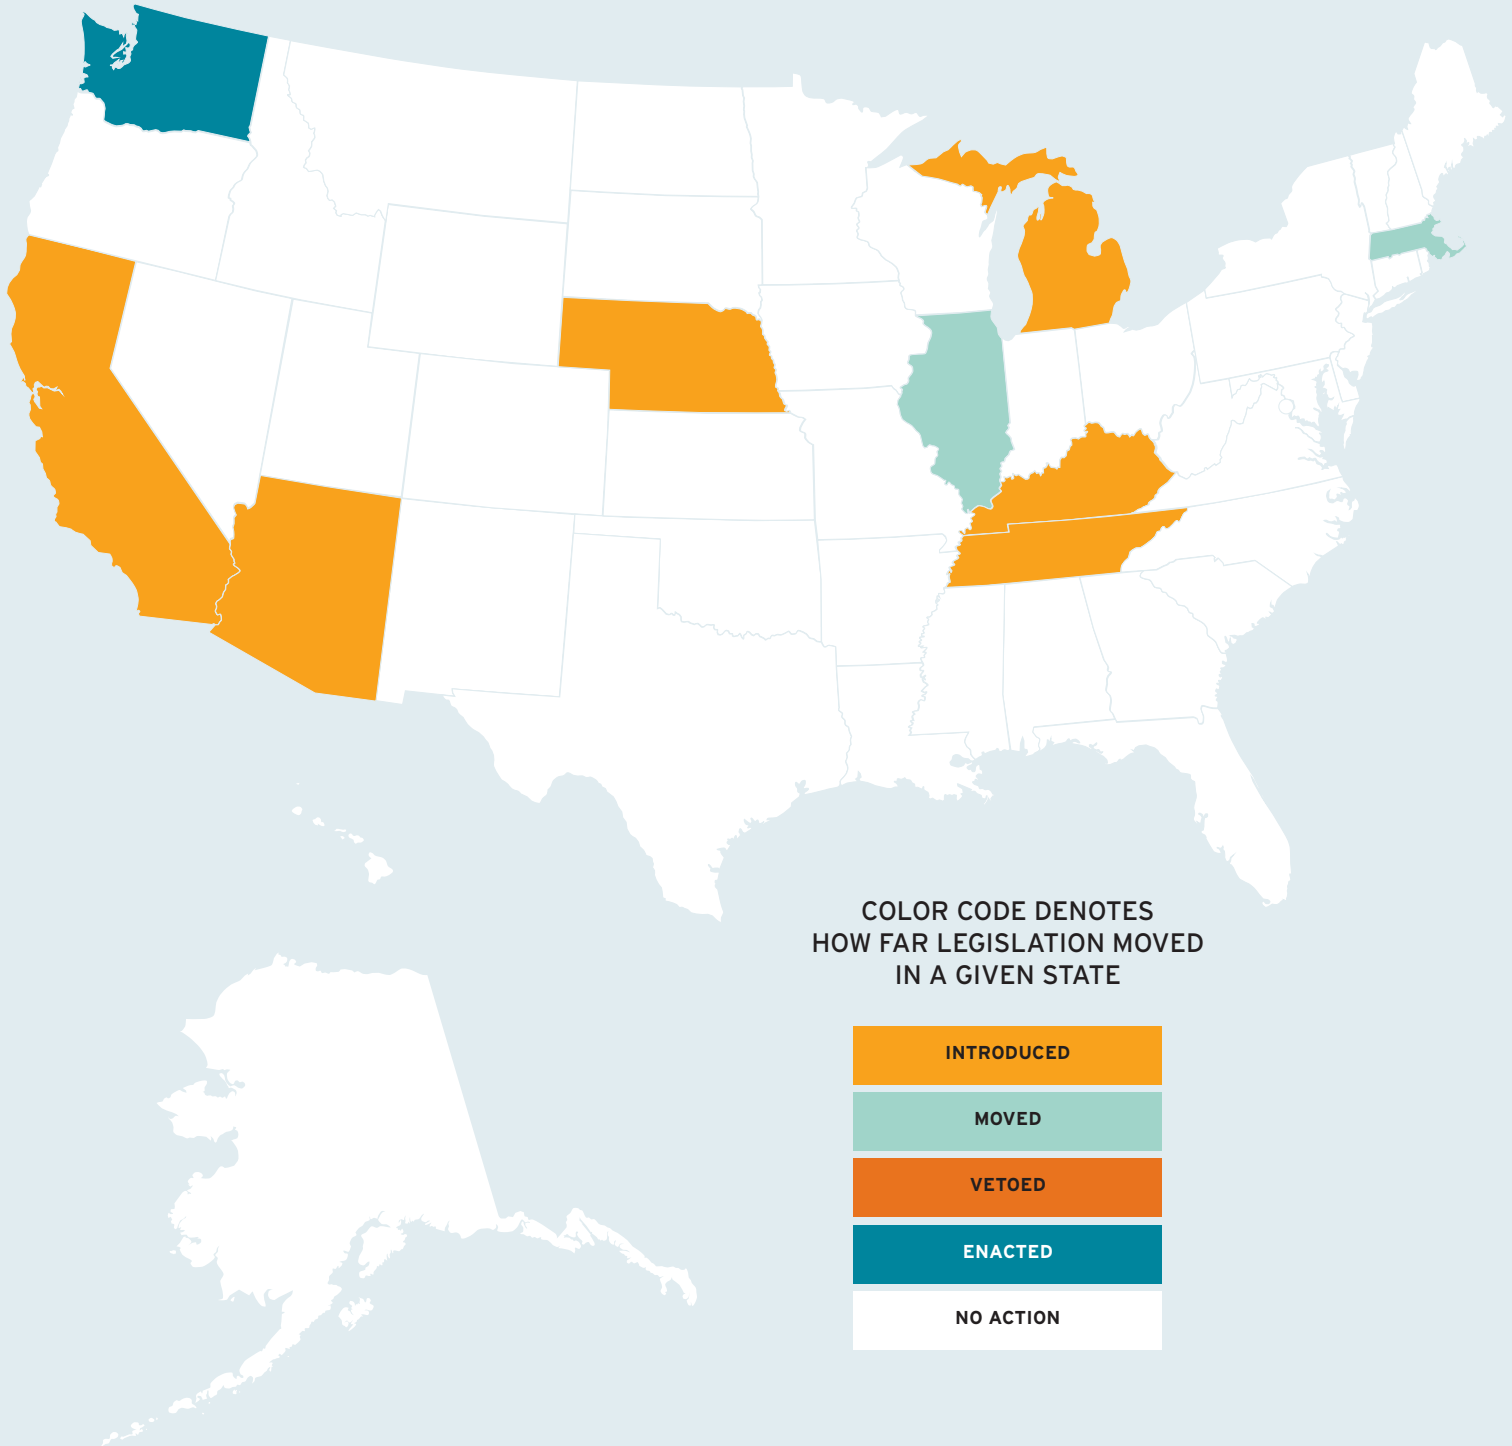 COLOR CODE DENOTES
HOW FAR LEGISLATION MOVED
IN A GIVEN STATE
INTRODUCED
MOVED
VETOED
ENACTED
NO ACTION